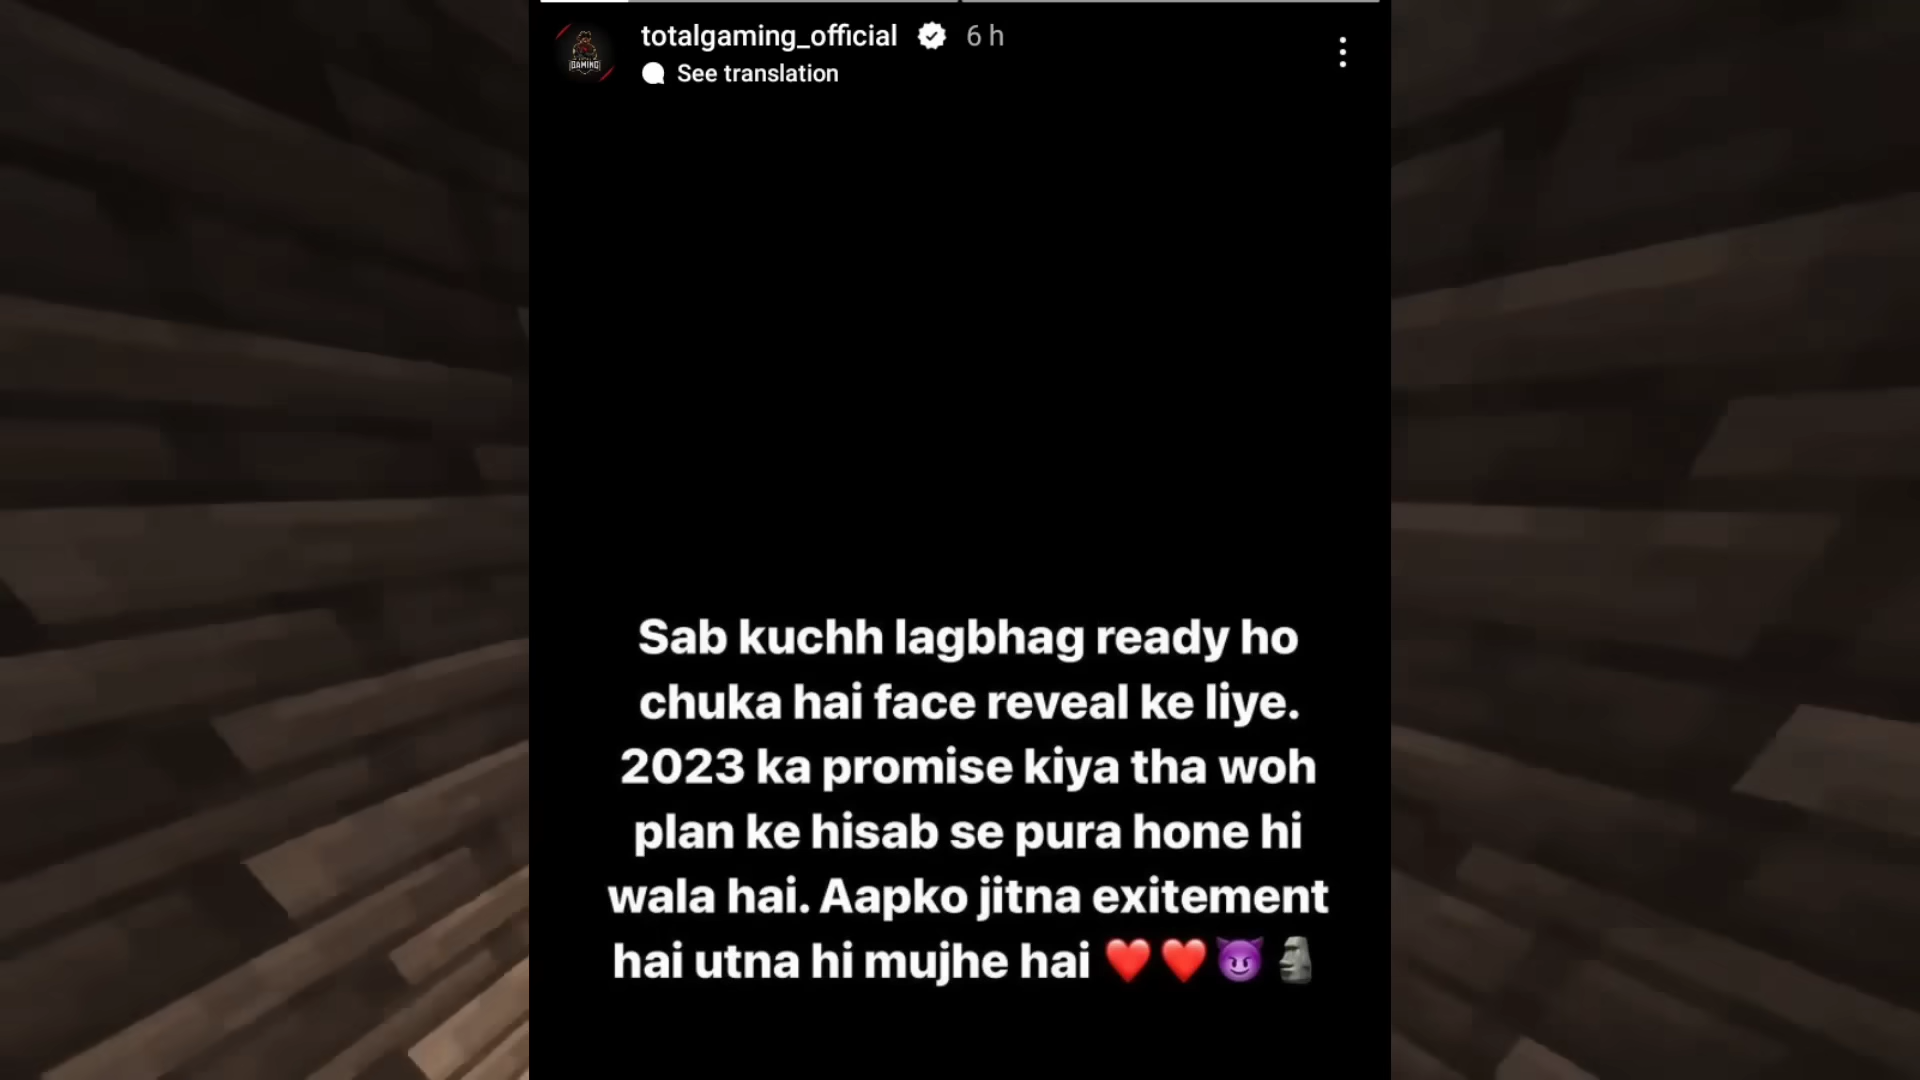 totalgaming_official 6 h
See translation
GAMING
Sab kuchh lagbhag ready ho
chuka hai face reveal ke liye.
2023 ka promise kiya tha woh
plan ke hisab se pura hone hi
wala hai. Aapko jitna exitement
hai utna hi mujhe hai ❤️❤️😈🗿